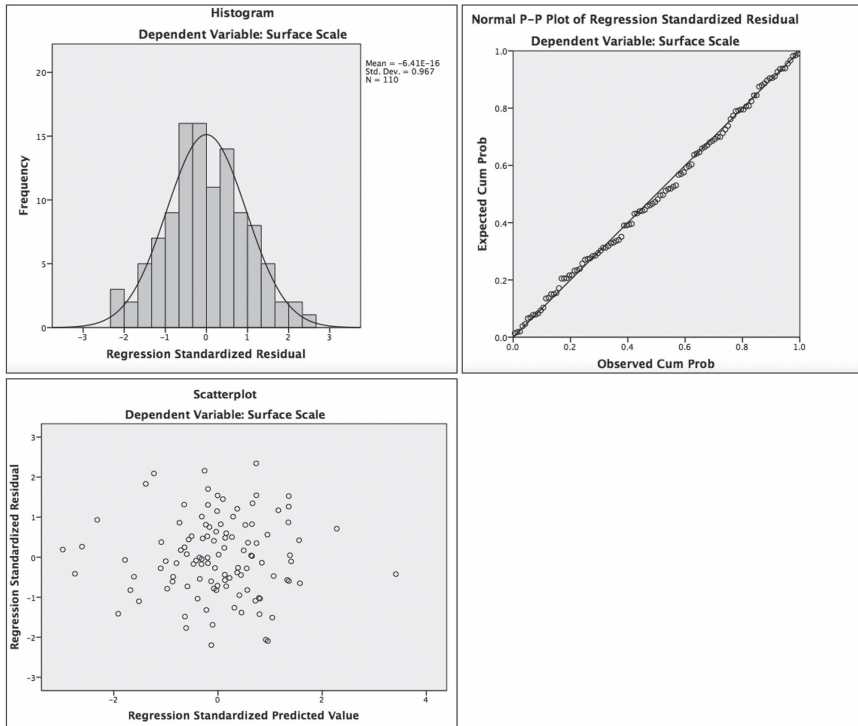 Histogram
Dependent Variable: Surface Scale
Mean = −6.41E−16
Std. Dev. = 0.967
N = 110
20
15
10
5
0
Frequency
−3 −2 −1 0 1 2 3
Regression Standardized Residual
Normal P–P Plot of Regression Standardized Residual
Dependent Variable: Surface Scale
1.0
0.8
0.6
0.4
0.2
0.0
Expected Cum Prob
0.0 0.2 0.4 0.6 0.8 1.0
Observed Cum Prob
Scatterplot
Dependent Variable: Surface Scale
3
2
1
0
−1
−2
−3
Regression Standardized Residual
−2 0 2 4
Regression Standardized Predicted Value